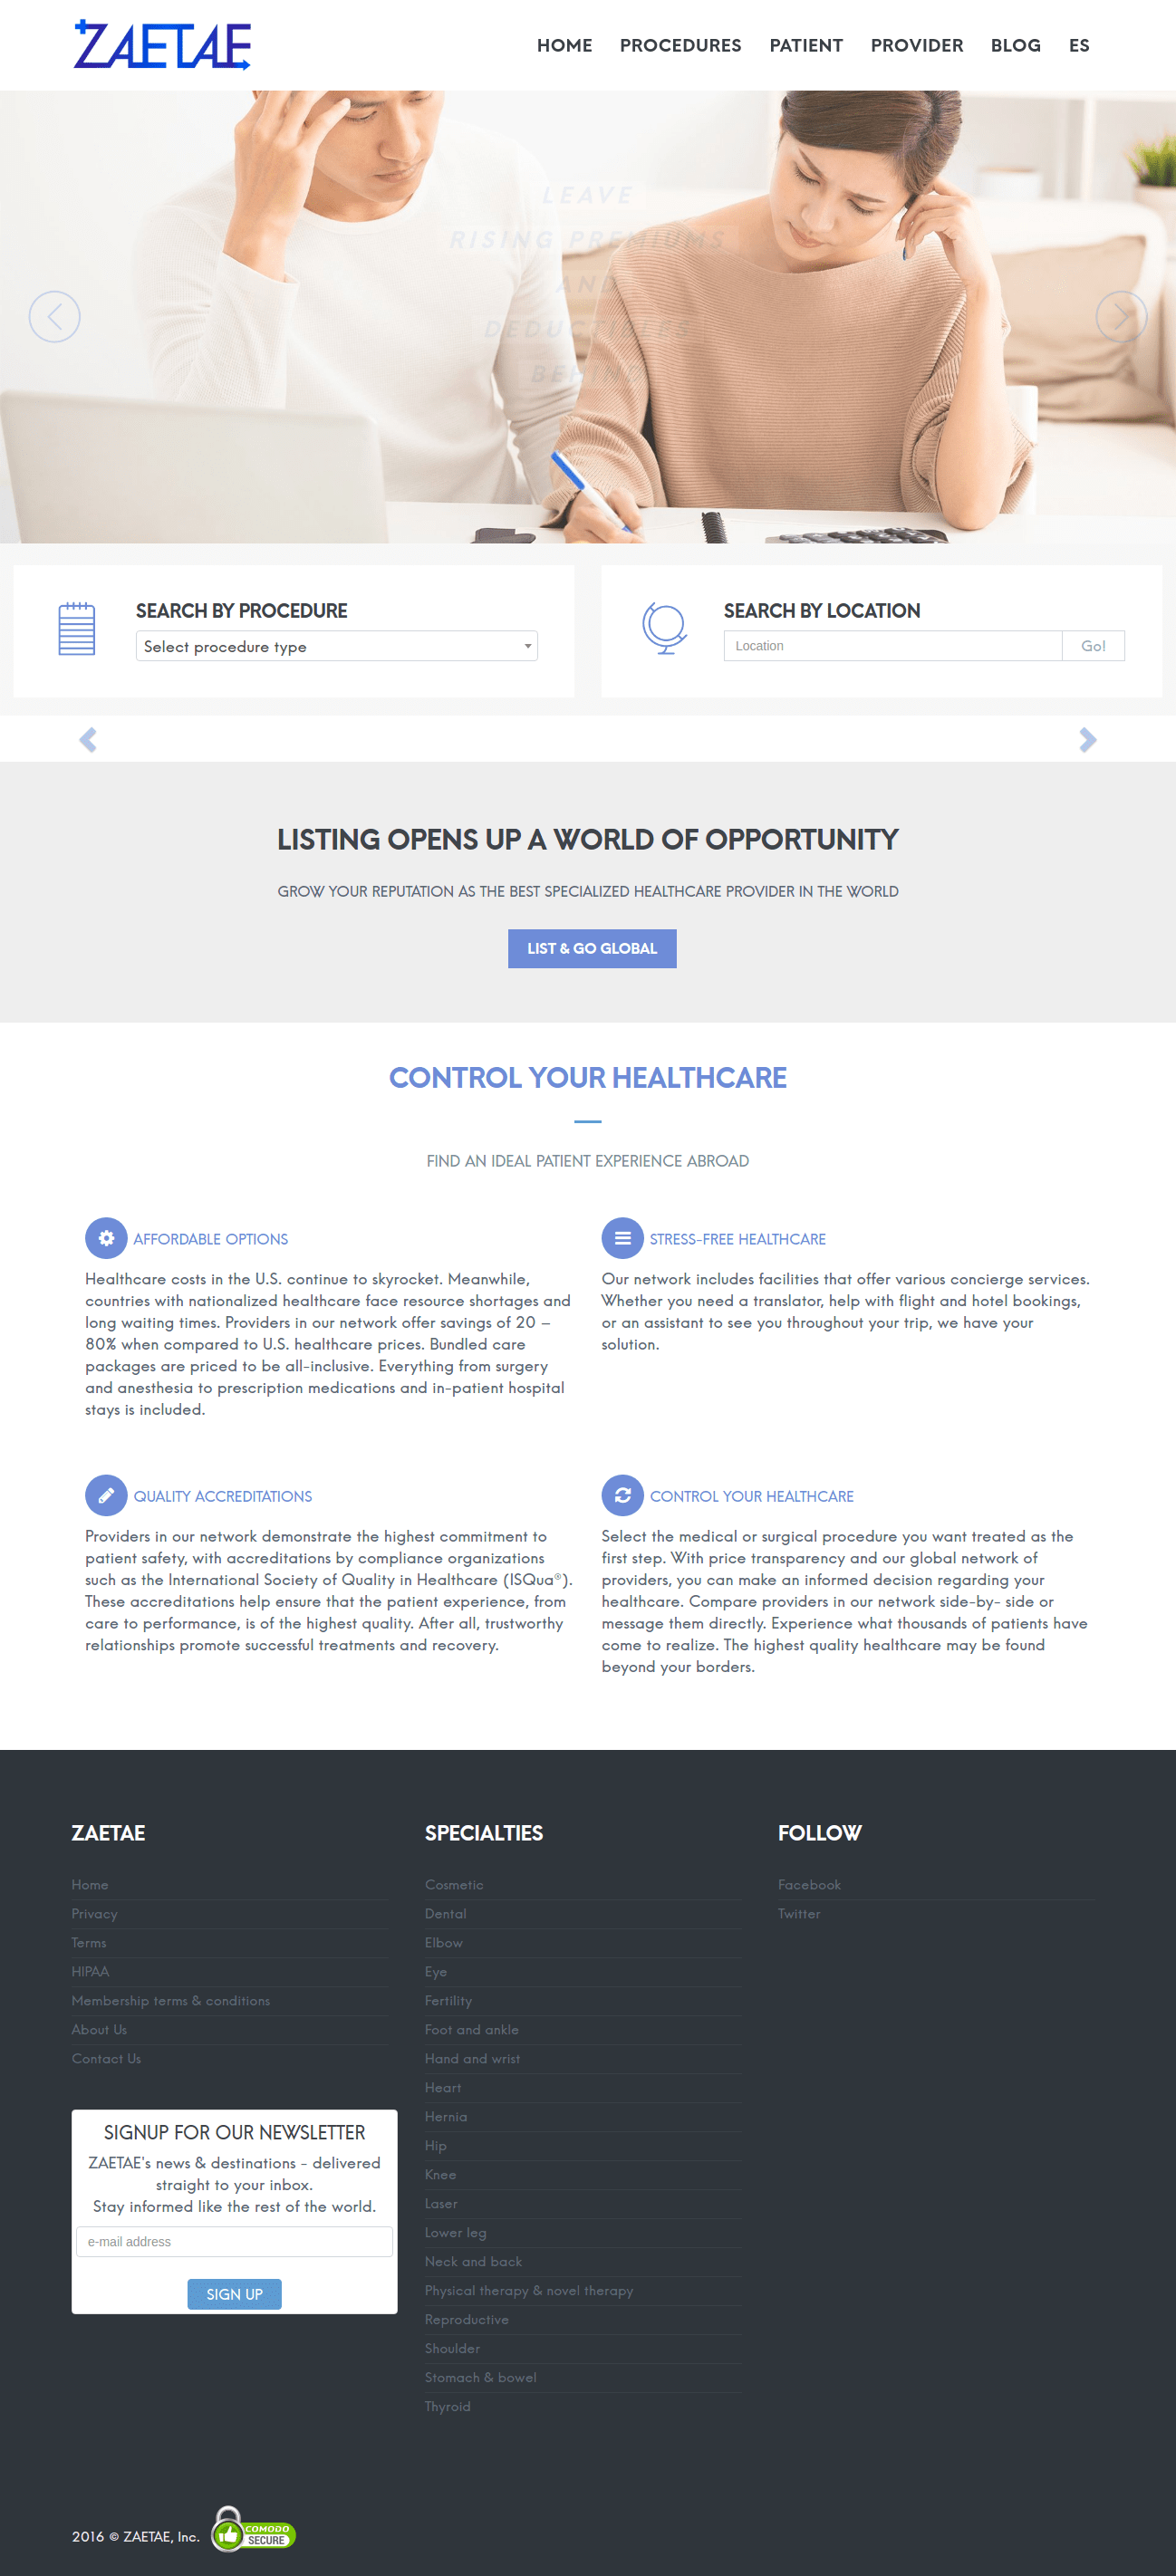 ZAETAE
HOME PROCEDURES PATIENT PROVIDER BLOG ES
LEAVE
RISING PREMIUMS
AND
DEDUCTIBLES
BEHIND
SEARCH BY PROCEDURE
Select procedure type
SEARCH BY LOCATION
Location Go!
LISTING OPENS UP A WORLD OF OPPORTUNITY
GROW YOUR REPUTATION AS THE BEST SPECIALIZED HEALTHCARE PROVIDER IN THE WORLD
LIST & GO GLOBAL
CONTROL YOUR HEALTHCARE
FIND AN IDEAL PATIENT EXPERIENCE ABROAD
AFFORDABLE OPTIONS
Healthcare costs in the U.S. continue to skyrocket. Meanwhile,
countries with nationalized healthcare face resource shortages and
long waiting times. Providers in our network offer savings of 20 –
80% when compared to U.S. healthcare prices. Bundled care
packages are priced to be all-inclusive. Everything from surgery
and anesthesia to prescription medications and in-patient hospital
stays is included.
STRESS-FREE HEALTHCARE
Our network includes facilities that offer various concierge services.
Whether you need a translator, help with flight and hotel bookings,
or an assistant to see you throughout your trip, we have your
solution.
QUALITY ACCREDITATIONS
Providers in our network demonstrate the highest commitment to
patient safety, with accreditations by compliance organizations
such as the International Society of Quality in Healthcare (ISQua®).
These accreditations help ensure that the patient experience, from
care to performance, is of the highest quality. After all, trustworthy
relationships promote successful treatments and recovery.
CONTROL YOUR HEALTHCARE
Select the medical or surgical procedure you want treated as the
first step. With price transparency and our global network of
providers, you can make an informed decision regarding your
healthcare. Compare providers in our network side-by- side or
message them directly. Experience what thousands of patients have
come to realize. The highest quality healthcare may be found
beyond your borders.
ZAETAE
Home
Privacy
Terms
HIPAA
Membership terms & conditions
About Us
Contact Us
SIGNUP FOR OUR NEWSLETTER
ZAETAE's news & destinations - delivered
straight to your inbox.
Stay informed like the rest of the world.
e-mail address
SIGN UP
SPECIALTIES
Cosmetic
Dental
Elbow
Eye
Fertility
Foot and ankle
Hand and wrist
Heart
Hernia
Hip
Knee
Laser
Lower leg
Neck and back
Physical therapy & novel therapy
Reproductive
Shoulder
Stomach & bowel
Thyroid
FOLLOW
Facebook
Twitter
2016 © ZAETAE, Inc.
COMODO
SECURE